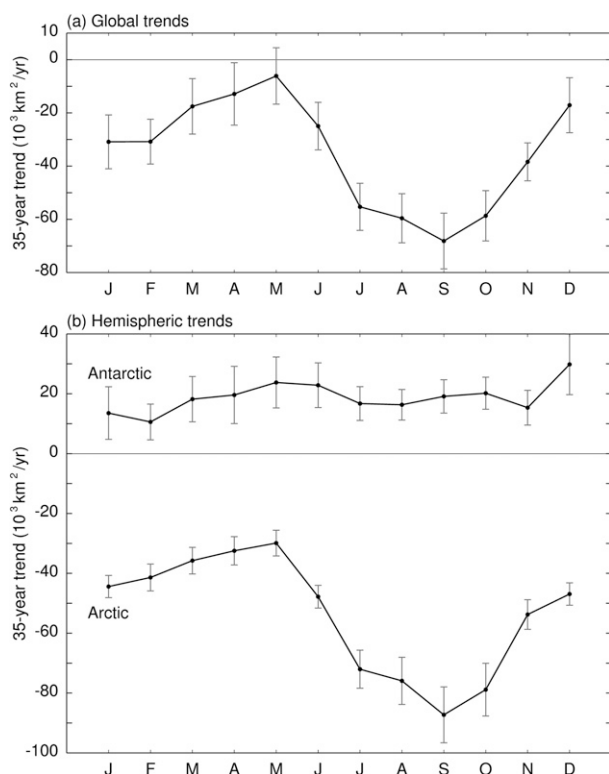 (a) Global trends
10
0
-20
-40
-60
-80
35-year trend (10³ km²/yr)
J F M A M J J A S O N D
(b) Hemispheric trends
40
20
0
-20
-40
-60
-80
-100
35-year trend (10³ km²/yr)
Antarctic
Arctic
J F M A M J J A S O N D